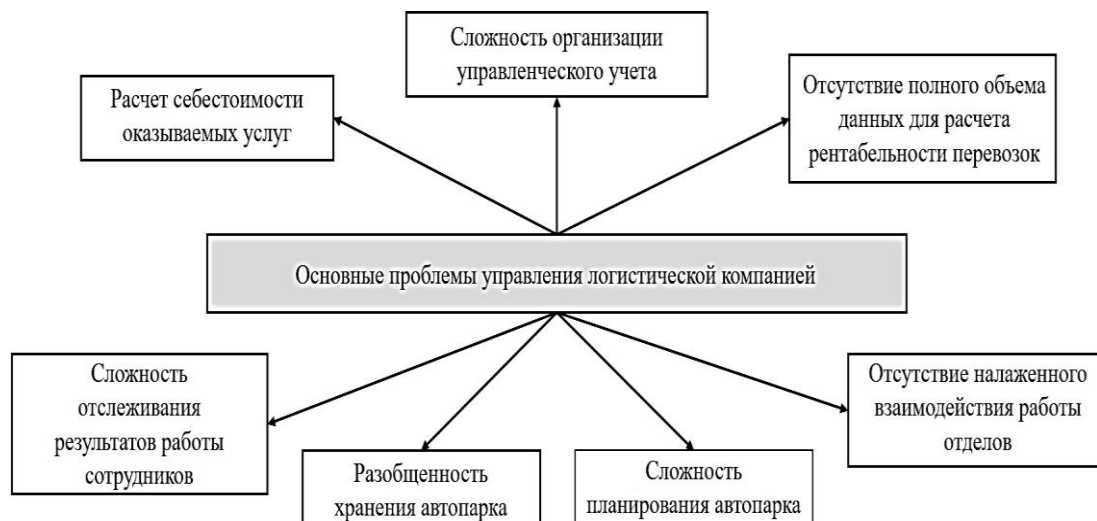 Сложность организации
управленческого учета
Расчет себестоимости
оказываемых услуг
Отсутствие полного объема
данных для расчета
рентабельности перевозок
Основные проблемы управления логистической компанией
Сложность
отслеживания
результатов работы
сотрудников
Разобщенность
хранения автопарка
Сложность
планирования автопарка
Отсутствие налаженного
взаимодействия работы
отделов